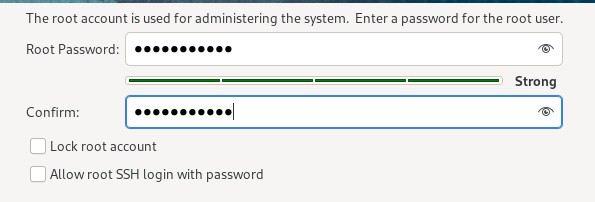 The root account is used for administering the system.  Enter a password for the root user.
Root Password: ●●●●●●●●●●●
Strong
Confirm: ●●●●●●●●●●●
Lock root account
Allow root SSH login with password